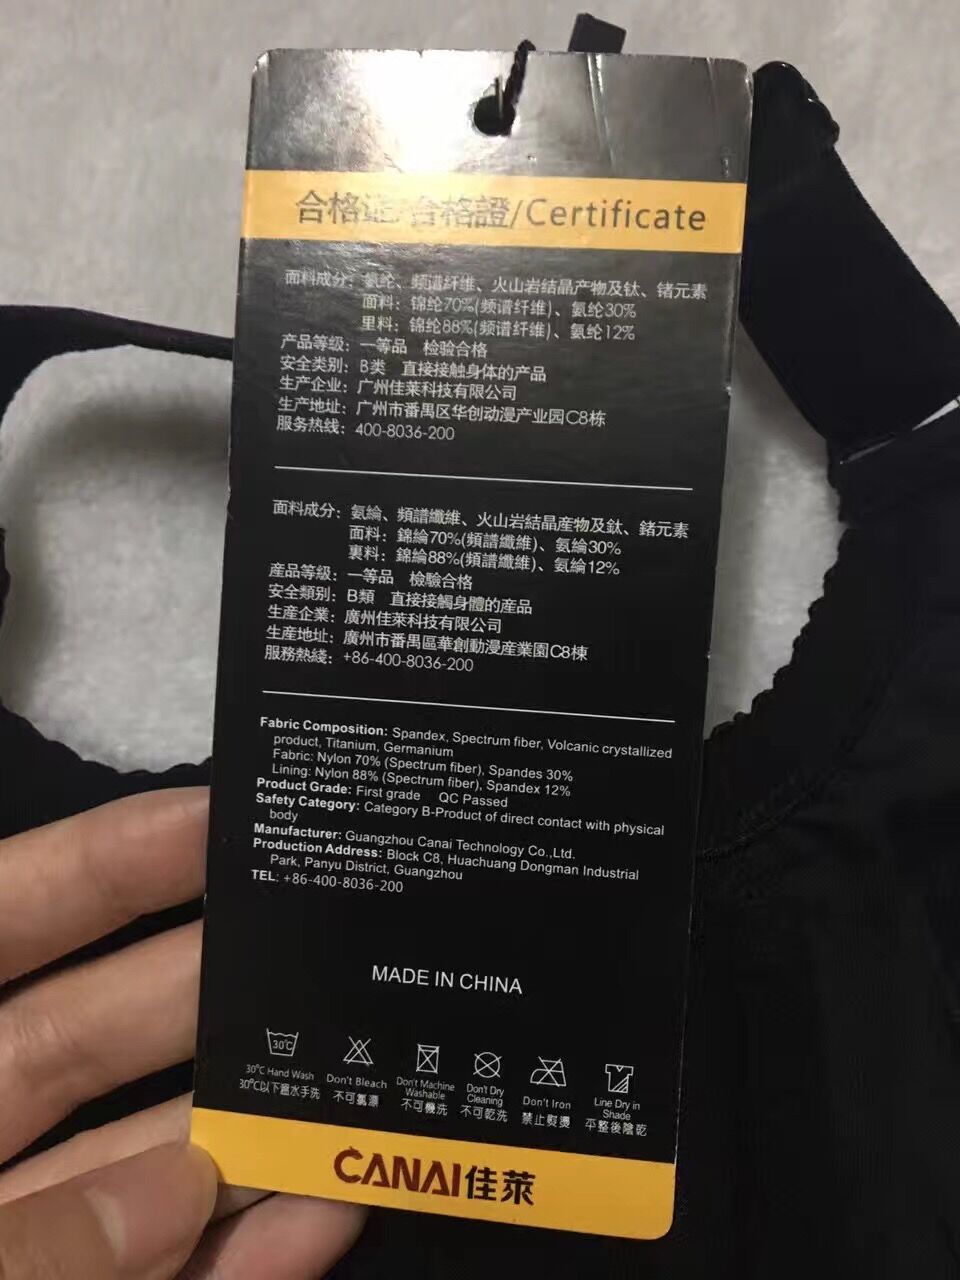 合格证/合格證/Certificate
面料成分：氨纶、频谱纤维、火山岩结晶产物及钛、锗元素
面料：锦纶70%(频谱纤维)、氨纶30%
里料：锦纶88%(频谱纤维)、氨纶12%
产品等级：一等品 检验合格
安全类别：B类 直接接触身体的产品
生产企业：广州佳莱科技有限公司
生产地址：广州市番禺区华创动漫产业园C8栋
服务热线：400-8036-200
面料成分：氨綸、頻譜纖維、火山岩結晶産物及鈦、鍺元素
面料：錦綸70%(頻譜纖維)、氨綸30%
裏料：錦綸88%(頻譜纖維)、氨綸12%
産品等級：一等品 檢驗合格
安全類别：B類 直接接觸身體的産品
生産企業：廣州佳莱科技有限公司
生産地址：廣州市番禺區華創動漫産業園C8棟
服務熱綫：+86-400-8036-200
Fabric Composition: Spandex, Spectrum fiber, Volcanic crystallized
product, Titanium, Germanium
Fabric: Nylon 70% (Spectrum fiber), Spandes 30%
Lining: Nylon 88% (Spectrum fiber), Spandex 12%
Product Grade: First grade QC Passed
Safety Category: Category B-Product of direct contact with physical
body
Manufacturer: Guangzhou Canai Technology Co.,Ltd.
Production Address: Block C8, Huachuang Dongman Industrial
Park, Panyu District, Guangzhou
TEL: +86-400-8036-200
MADE IN CHINA
30℃
30℃ Hand Wash
30℃以下溫水手洗
Don't Bleach
不可氯漂
Don't Machine
Washable
不可機洗
Don't Dry
Cleaning
不可乾洗
Don't Iron
禁止熨燙
Line Dry in
Shade
平整後陰乾
CANAI佳莱